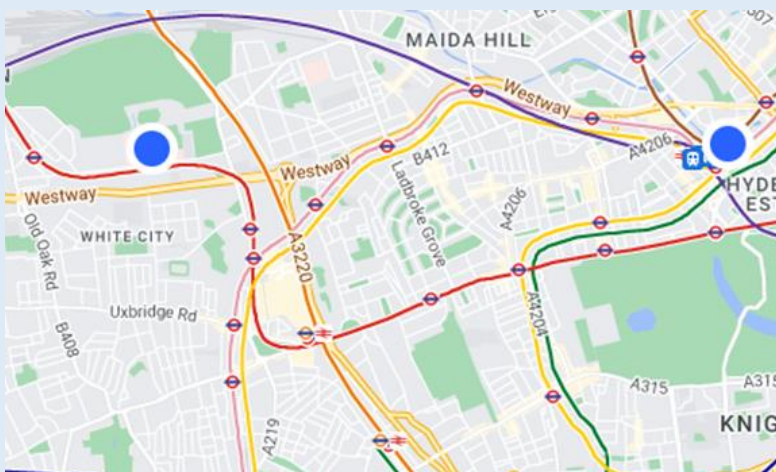 MAIDA HILL
Westway
Westway
Westway
B412
A4206
A4206
HYDE
EST
Old Oak Rd
WHITE CITY
Ladbroke Grove
A3220
Uxbridge Rd
B408
A4204
A315
A315
A219
KNIG